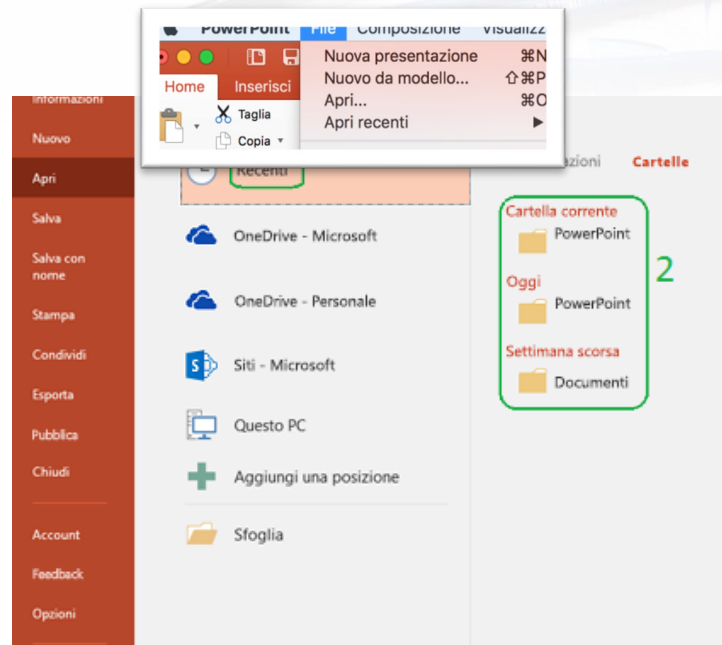 PowerPoint File Composizione Visualizz
Nuova presentazione ⌘N
Nuovo da modello... ⇧⌘P
Apri... ⌘O
Apri recenti ▶
Home Inserisci
Taglia
Copia
Informazioni
Nuovo
Apri
Salva
Salva con
nome
Stampa
Condividi
Esporta
Pubblica
Chiudi
Account
Feedback
Opzioni
Recenti
OneDrive - Microsoft
OneDrive - Personale
Siti - Microsoft
Questo PC
Aggiungi una posizione
Sfoglia
azioni Cartelle
Cartella corrente
PowerPoint
Oggi
PowerPoint
Settimana scorsa
Documenti
2